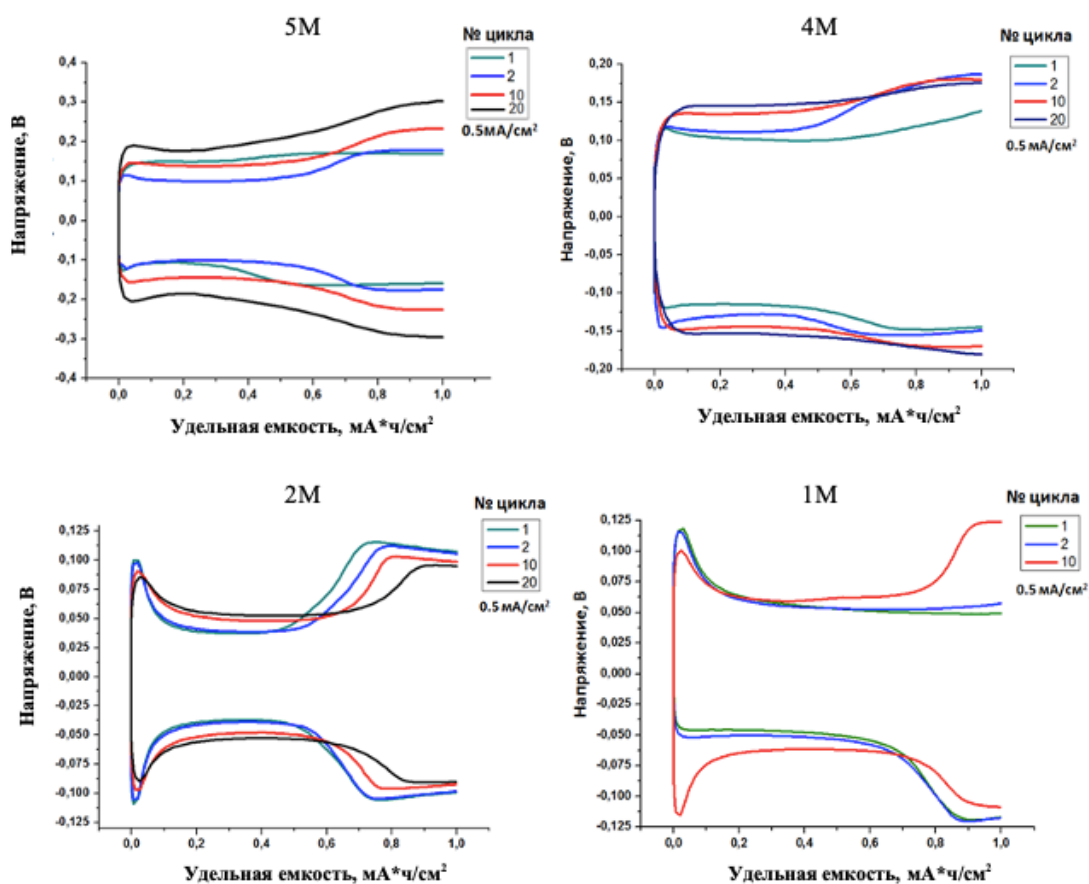 5M
№ цикла
1
2
10
20
0.5мА/см²
Напряжение, В
0,4
0,3
0,2
0,1
0,0
0,1
-0,2
-0,3
-0,4
0,0 0,2 0,4 0,6 0,8 1,0
Удельная емкость, мА*ч/см²
4M
№ цикла
1
2
10
20
0.5 мА/см²
Напряжение, В
0,20
0,15
0,10
0,05
0,00
-0,05
-0,10
-0,15
-0,20
0,0 0,2 0,4 0,6 0,8 1,0
Удельная емкость, мА*ч/см²
2M
№ цикла
1
2
10
20
0.5 мА/см²
Напряжение, В
0,125
0,100
0,075
0,050
0,025
0,000
-0,025
-0,050
-0,075
-0,100
-0,125
0,0 0,2 0,4 0,6 0,8 1,0
Удельная емкость, мА*ч/см²
1M
№ цикла
1
2
10
0.5 мА/см²
Напряжение, В
0,125
0,100
0,075
0,050
0,025
0,000
-0,025
-0,050
-0,075
-0,100
-0,125
0,0 0,2 0,4 0,6 0,8 1,0
Удельная емкость, мА*ч/см²